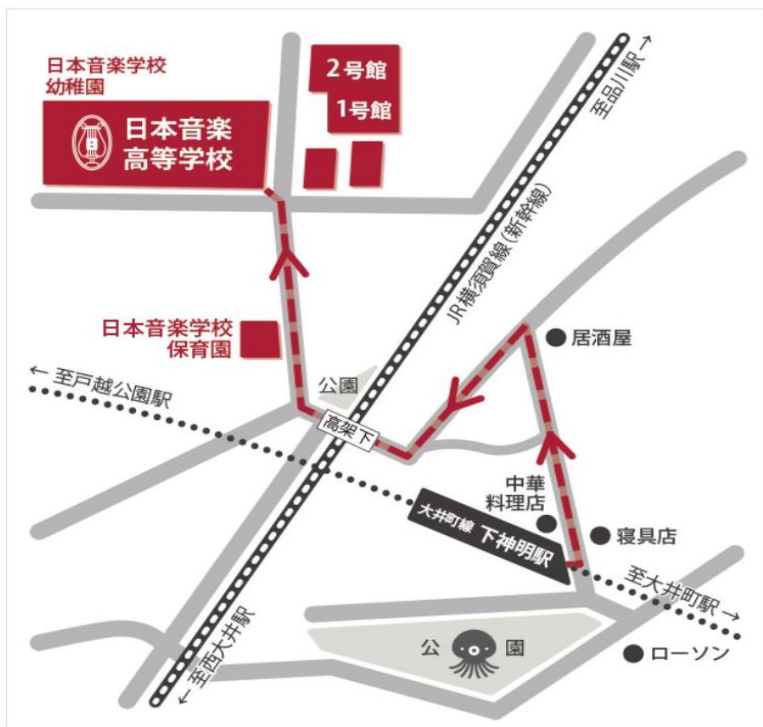 日本音楽学校
幼稚園
日本音楽
高等学校
2号館
1号館
至品川駅→
JR横須賀線(新幹線)
日本音楽学校
保育園
居酒屋
←至戸越公園駅
公園
高架下
中華
料理店
大井町線 下神明駅
寝具店
至大井町駅→
←至西大井駅
公園
ローソン